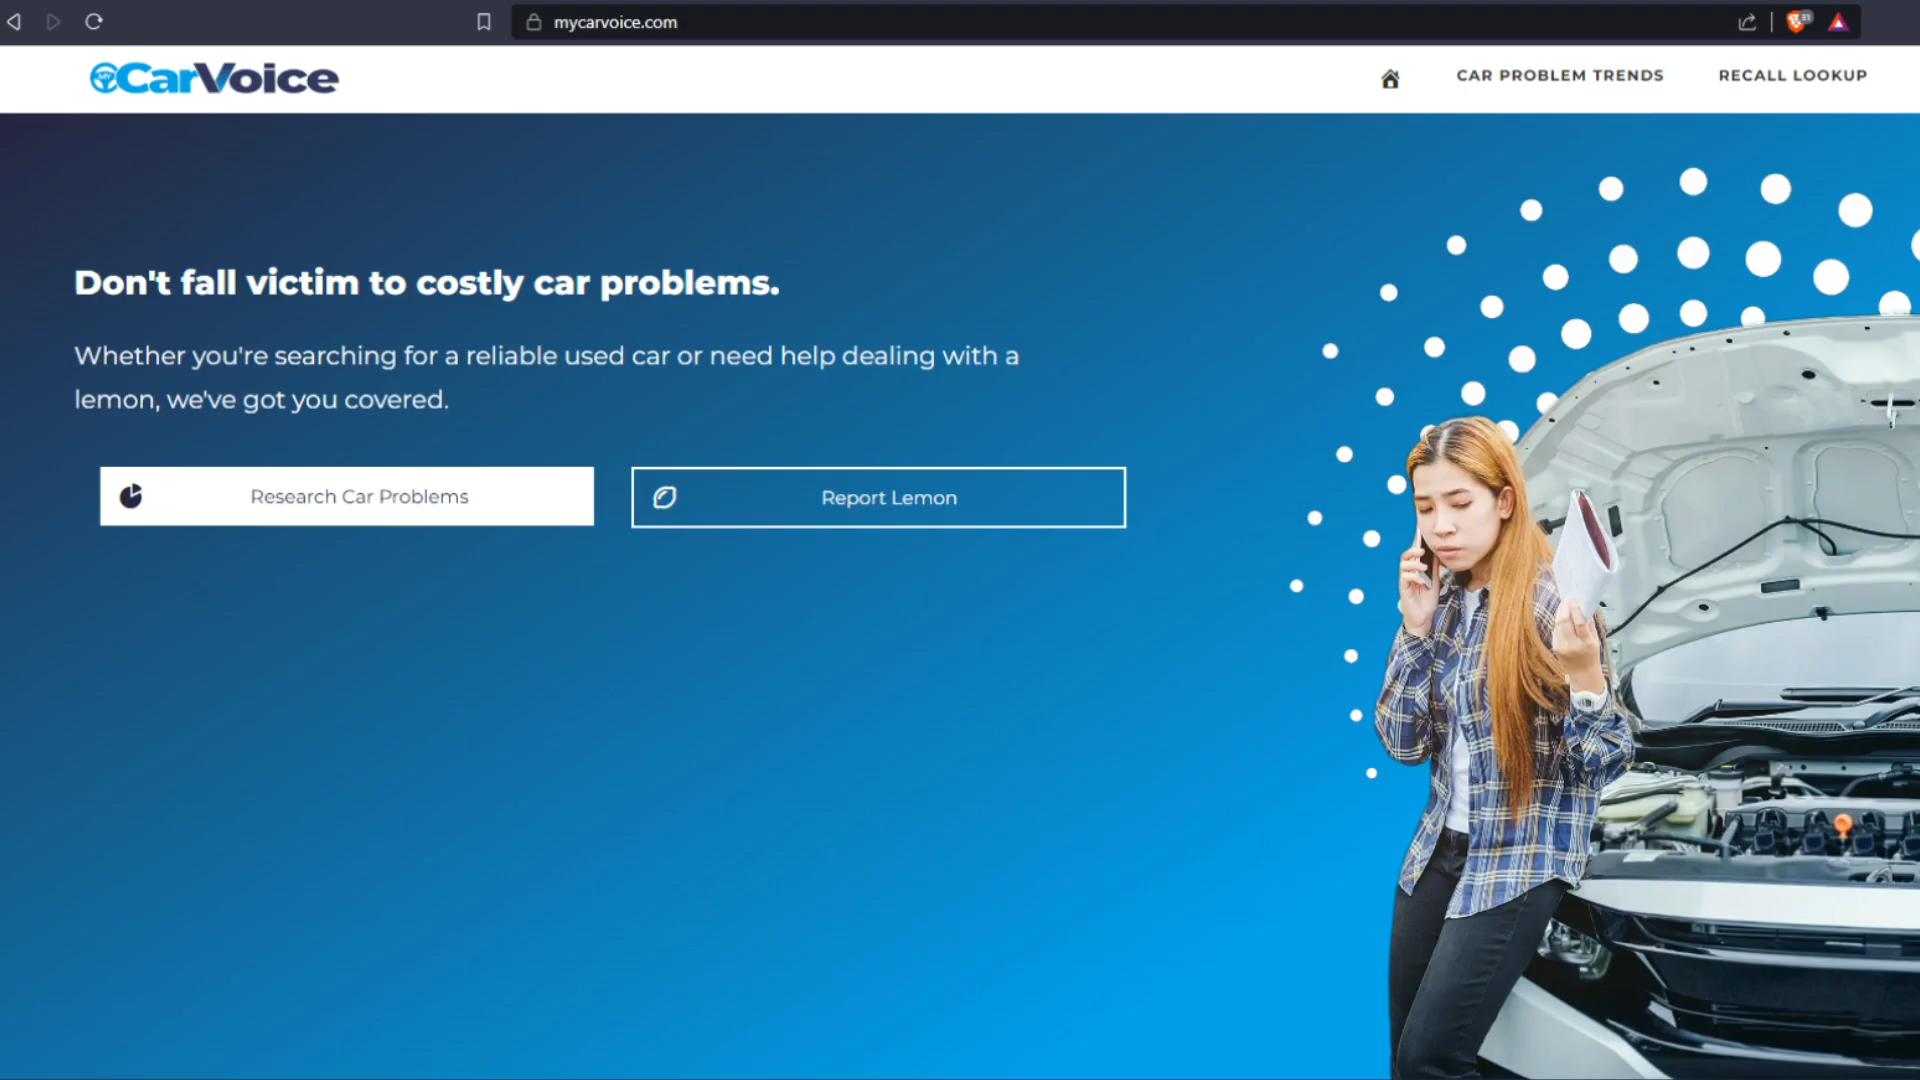 mycarvoice.com
31
MY CarVoice
CAR PROBLEM TRENDS
RECALL LOOKUP
Don't fall victim to costly car problems.
Whether you're searching for a reliable used car or need help dealing with a
lemon, we've got you covered.
Research Car Problems
Report Lemon